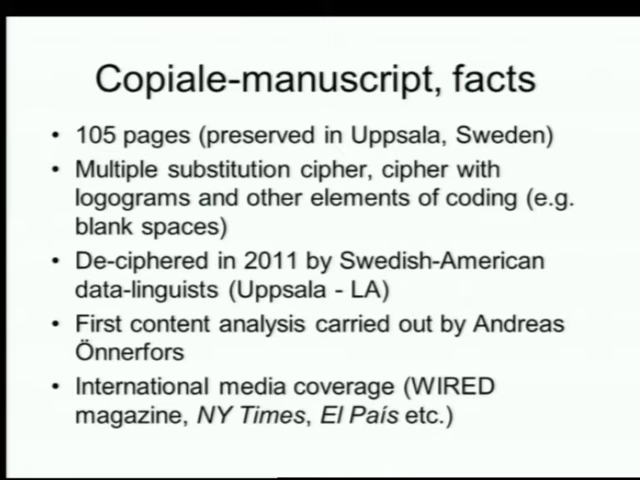 Copiale-manuscript, facts
• 105 pages (preserved in Uppsala, Sweden)
• Multiple substitution cipher, cipher with
logograms and other elements of coding (e.g.
blank spaces)
• De-ciphered in 2011 by Swedish-American
data-linguists (Uppsala - LA)
• First content analysis carried out by Andreas
Önnerfors
• International media coverage (WIRED
magazine, NY Times, El País etc.)